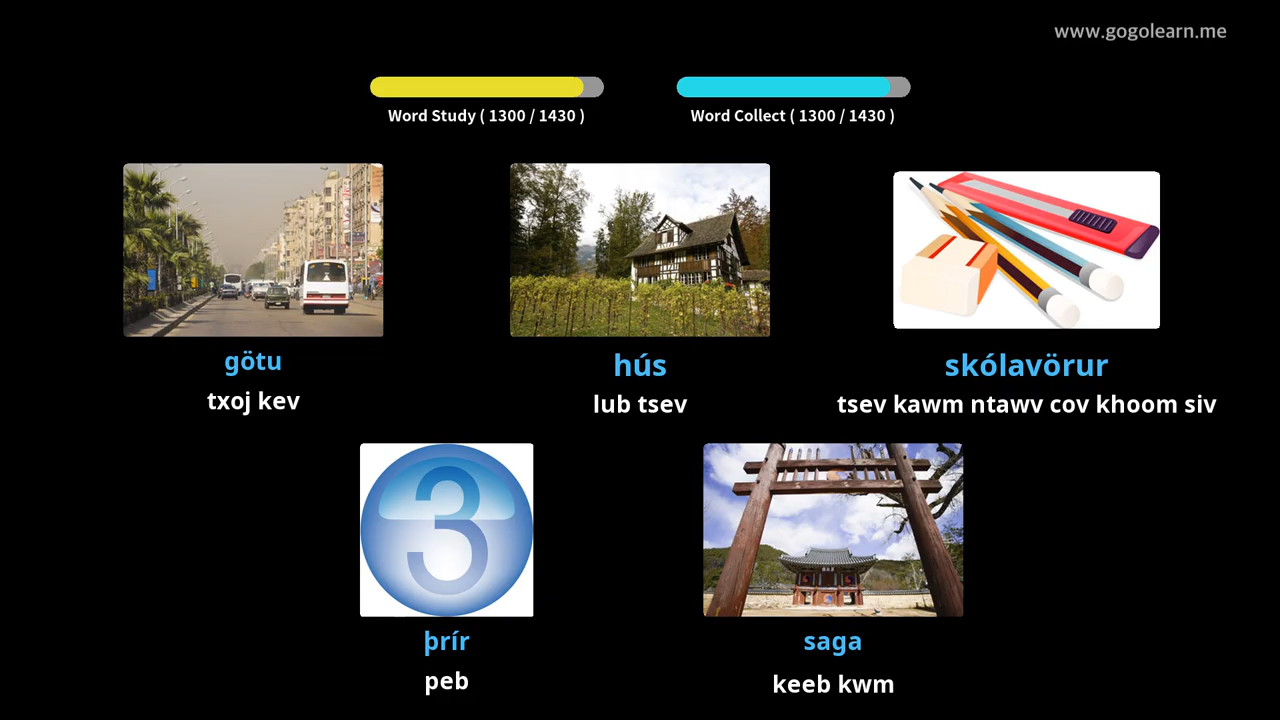 www.gogolearn.me
Word Study ( 1300 / 1430 )
Word Collect ( 1300 / 1430 )
götu
txoj kev
hús
lub tsev
skólavörur
tsev kawm ntawv cov khoom siv
3
þrír
peb
saga
keeb kwm